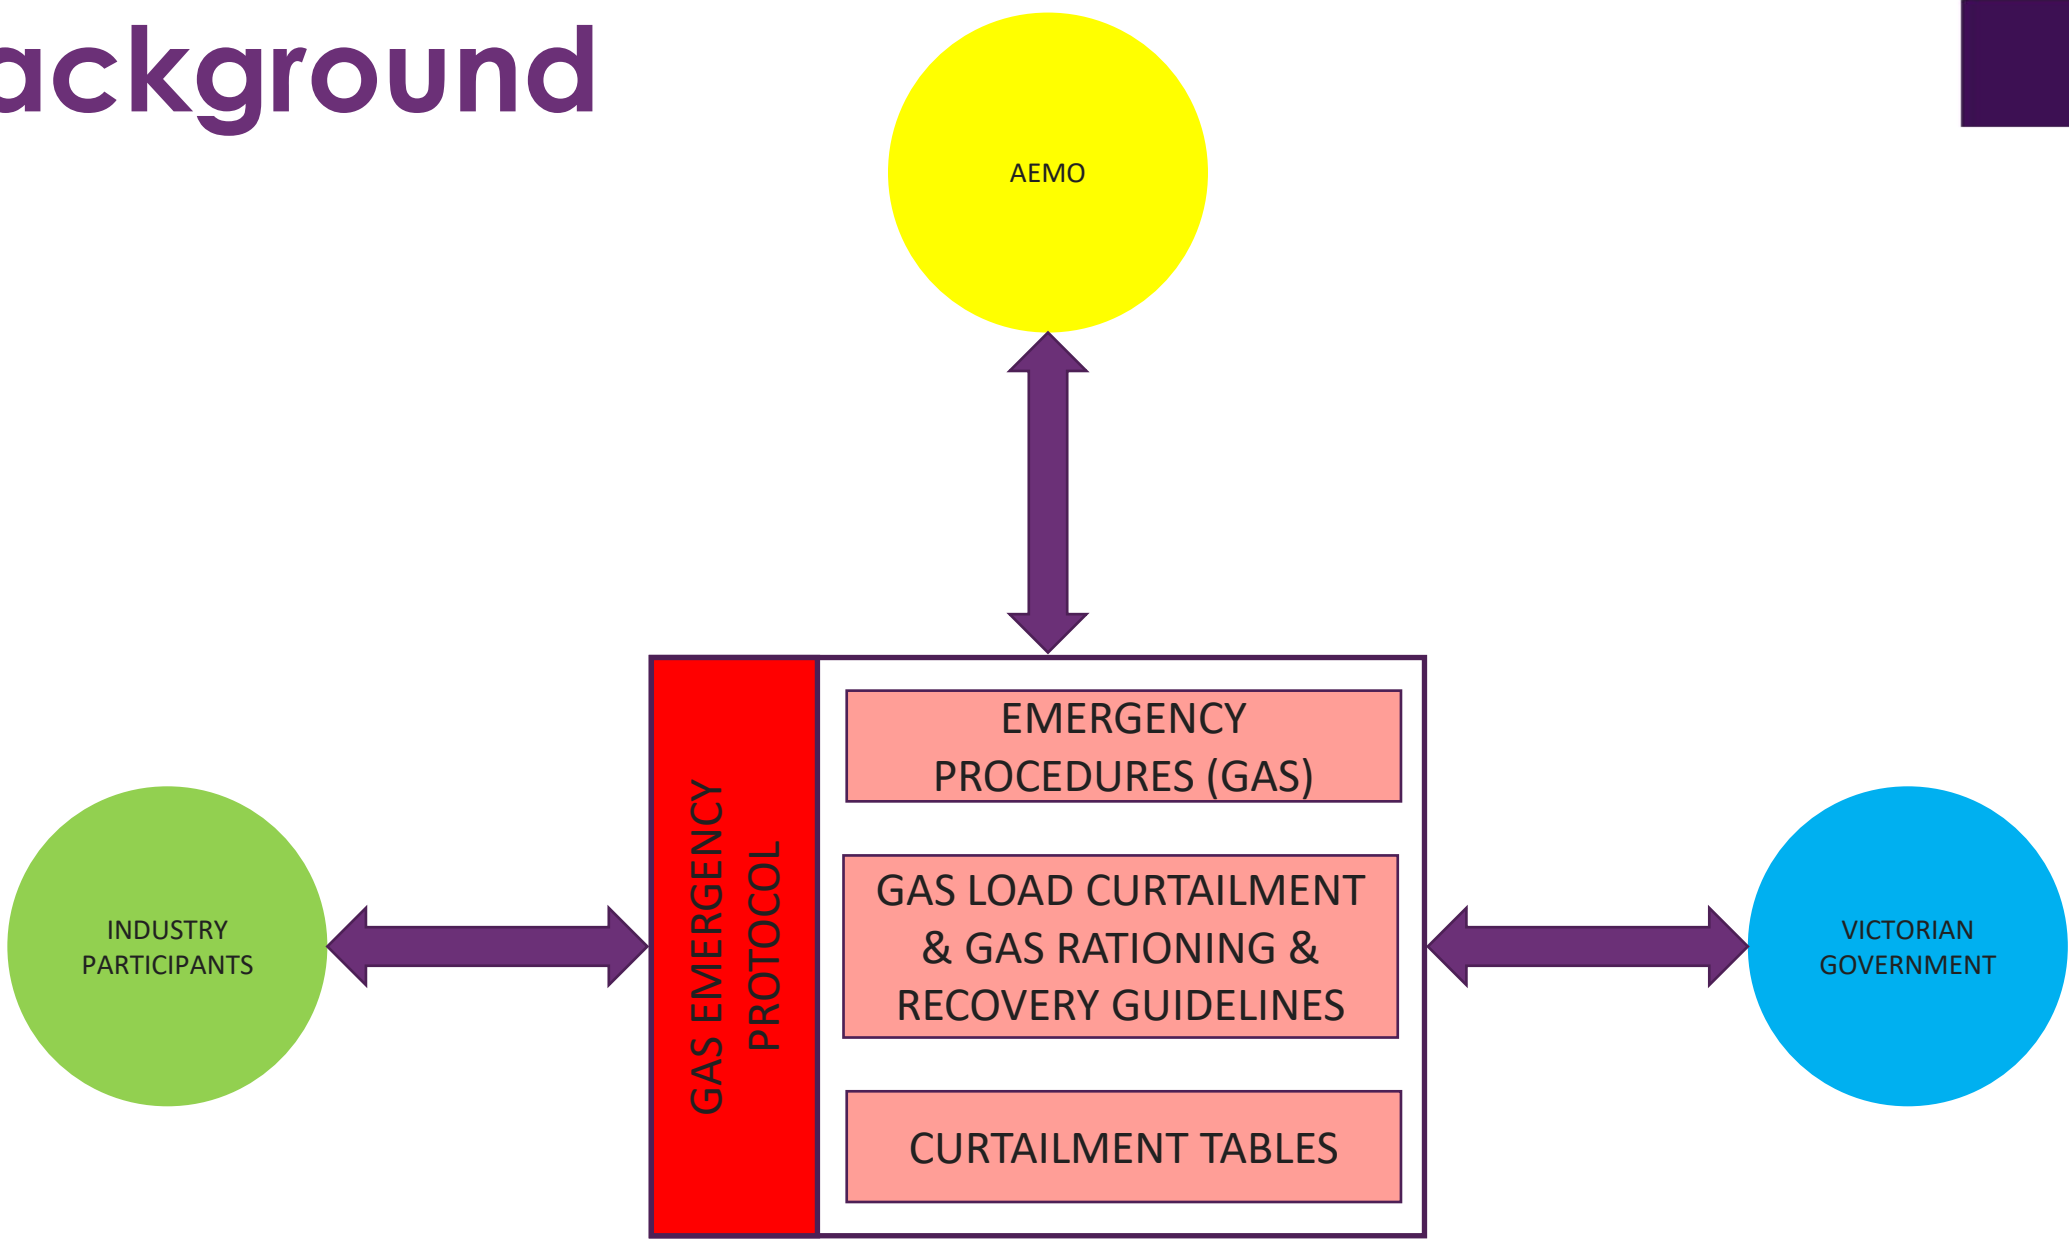 ackground
AEMO
EMERGENCY
PROCEDURES (GAS)
GAS EMERGENCY
PROTOCOL
GAS LOAD CURTAILMENT
& GAS RATIONING &
RECOVERY GUIDELINES
CURTAILMENT TABLES
INDUSTRY
PARTICIPANTS
VICTORIAN
GOVERNMENT